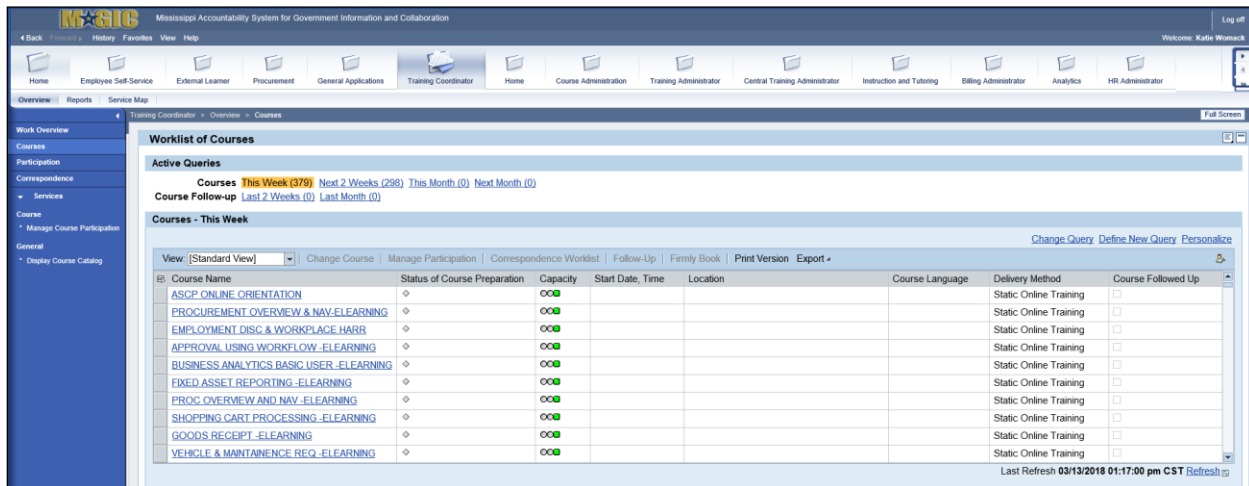 MAGIC
Mississippi Accountability System for Government Information and Collaboration
Log off
Back Forward History Favorites View Help
Welcome: Katie Womack
Home Employee Self-Service External Learner Procurement General Applications Training Coordinator Home Course Administration Training Administrator Central Training Administrator Instruction and Tutoring Billing Administrator Analytics HR Administrator
Overview Reports Service Map
Training Coordinator > Overview > Courses
Full Screen
Work Overview
Courses
Participation
Correspondence
Services
Course
Manage Course Participation
General
Display Course Catalog
Worklist of Courses
Active Queries
Courses This Week (379) Next 2 Weeks (298) This Month (0) Next Month (0)
Course Follow-up Last 2 Weeks (0) Last Month (0)
Courses - This Week
Change Query Define New Query Personalize
View: [Standard View] Change Course | Manage Participation | Correspondence Worklist | Follow-Up | Firmly Book | Print Version Export
Course Name Status of Course Preparation Capacity Start Date, Time Location Course Language Delivery Method Course Followed Up
ASCP ONLINE ORIENTATION Static Online Training
PROCUREMENT OVERVIEW & NAV-ELEARNING Static Online Training
EMPLOYMENT DISC & WORKPLACE HARR Static Online Training
APPROVAL USING WORKFLOW -ELEARNING Static Online Training
BUSINESS ANALYTICS BASIC USER -ELEARNING Static Online Training
FIXED ASSET REPORTING -ELEARNING Static Online Training
PROC OVERVIEW AND NAV -ELEARNING Static Online Training
SHOPPING CART PROCESSING -ELEARNING Static Online Training
GOODS RECEIPT -ELEARNING Static Online Training
VEHICLE & MAINTAINENCE REQ -ELEARNING Static Online Training
Last Refresh 03/13/2018 01:17:00 pm CST Refresh